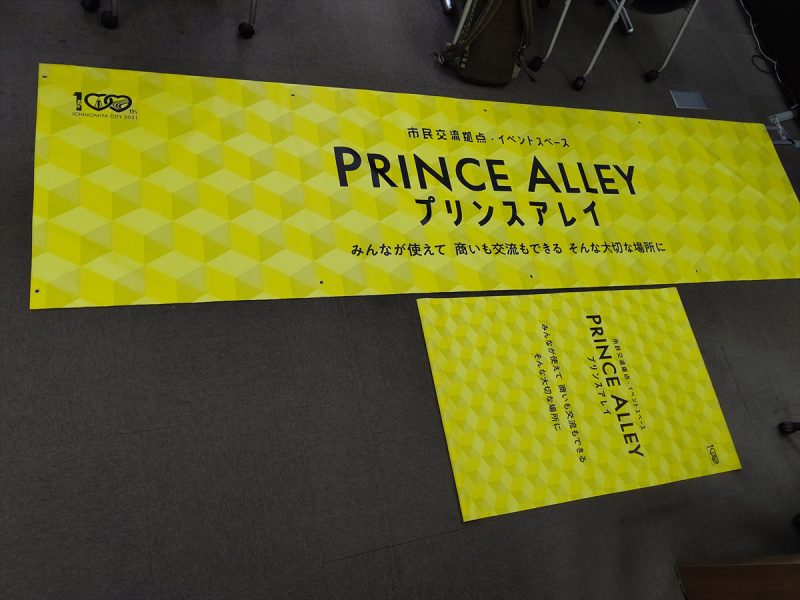 100th
ICHINOMIYA CITY 2021
市民交流拠点・イベントスペース
PRINCE ALLEY
プリンスアレイ
みんなが使えて 商いも交流もできる そんな大切な場所に
市民交流拠点・イベントスペース
PRINCE ALLEY
プリンスアレイ
みんなが使えて 商いも交流もできる
そんな大切な場所に